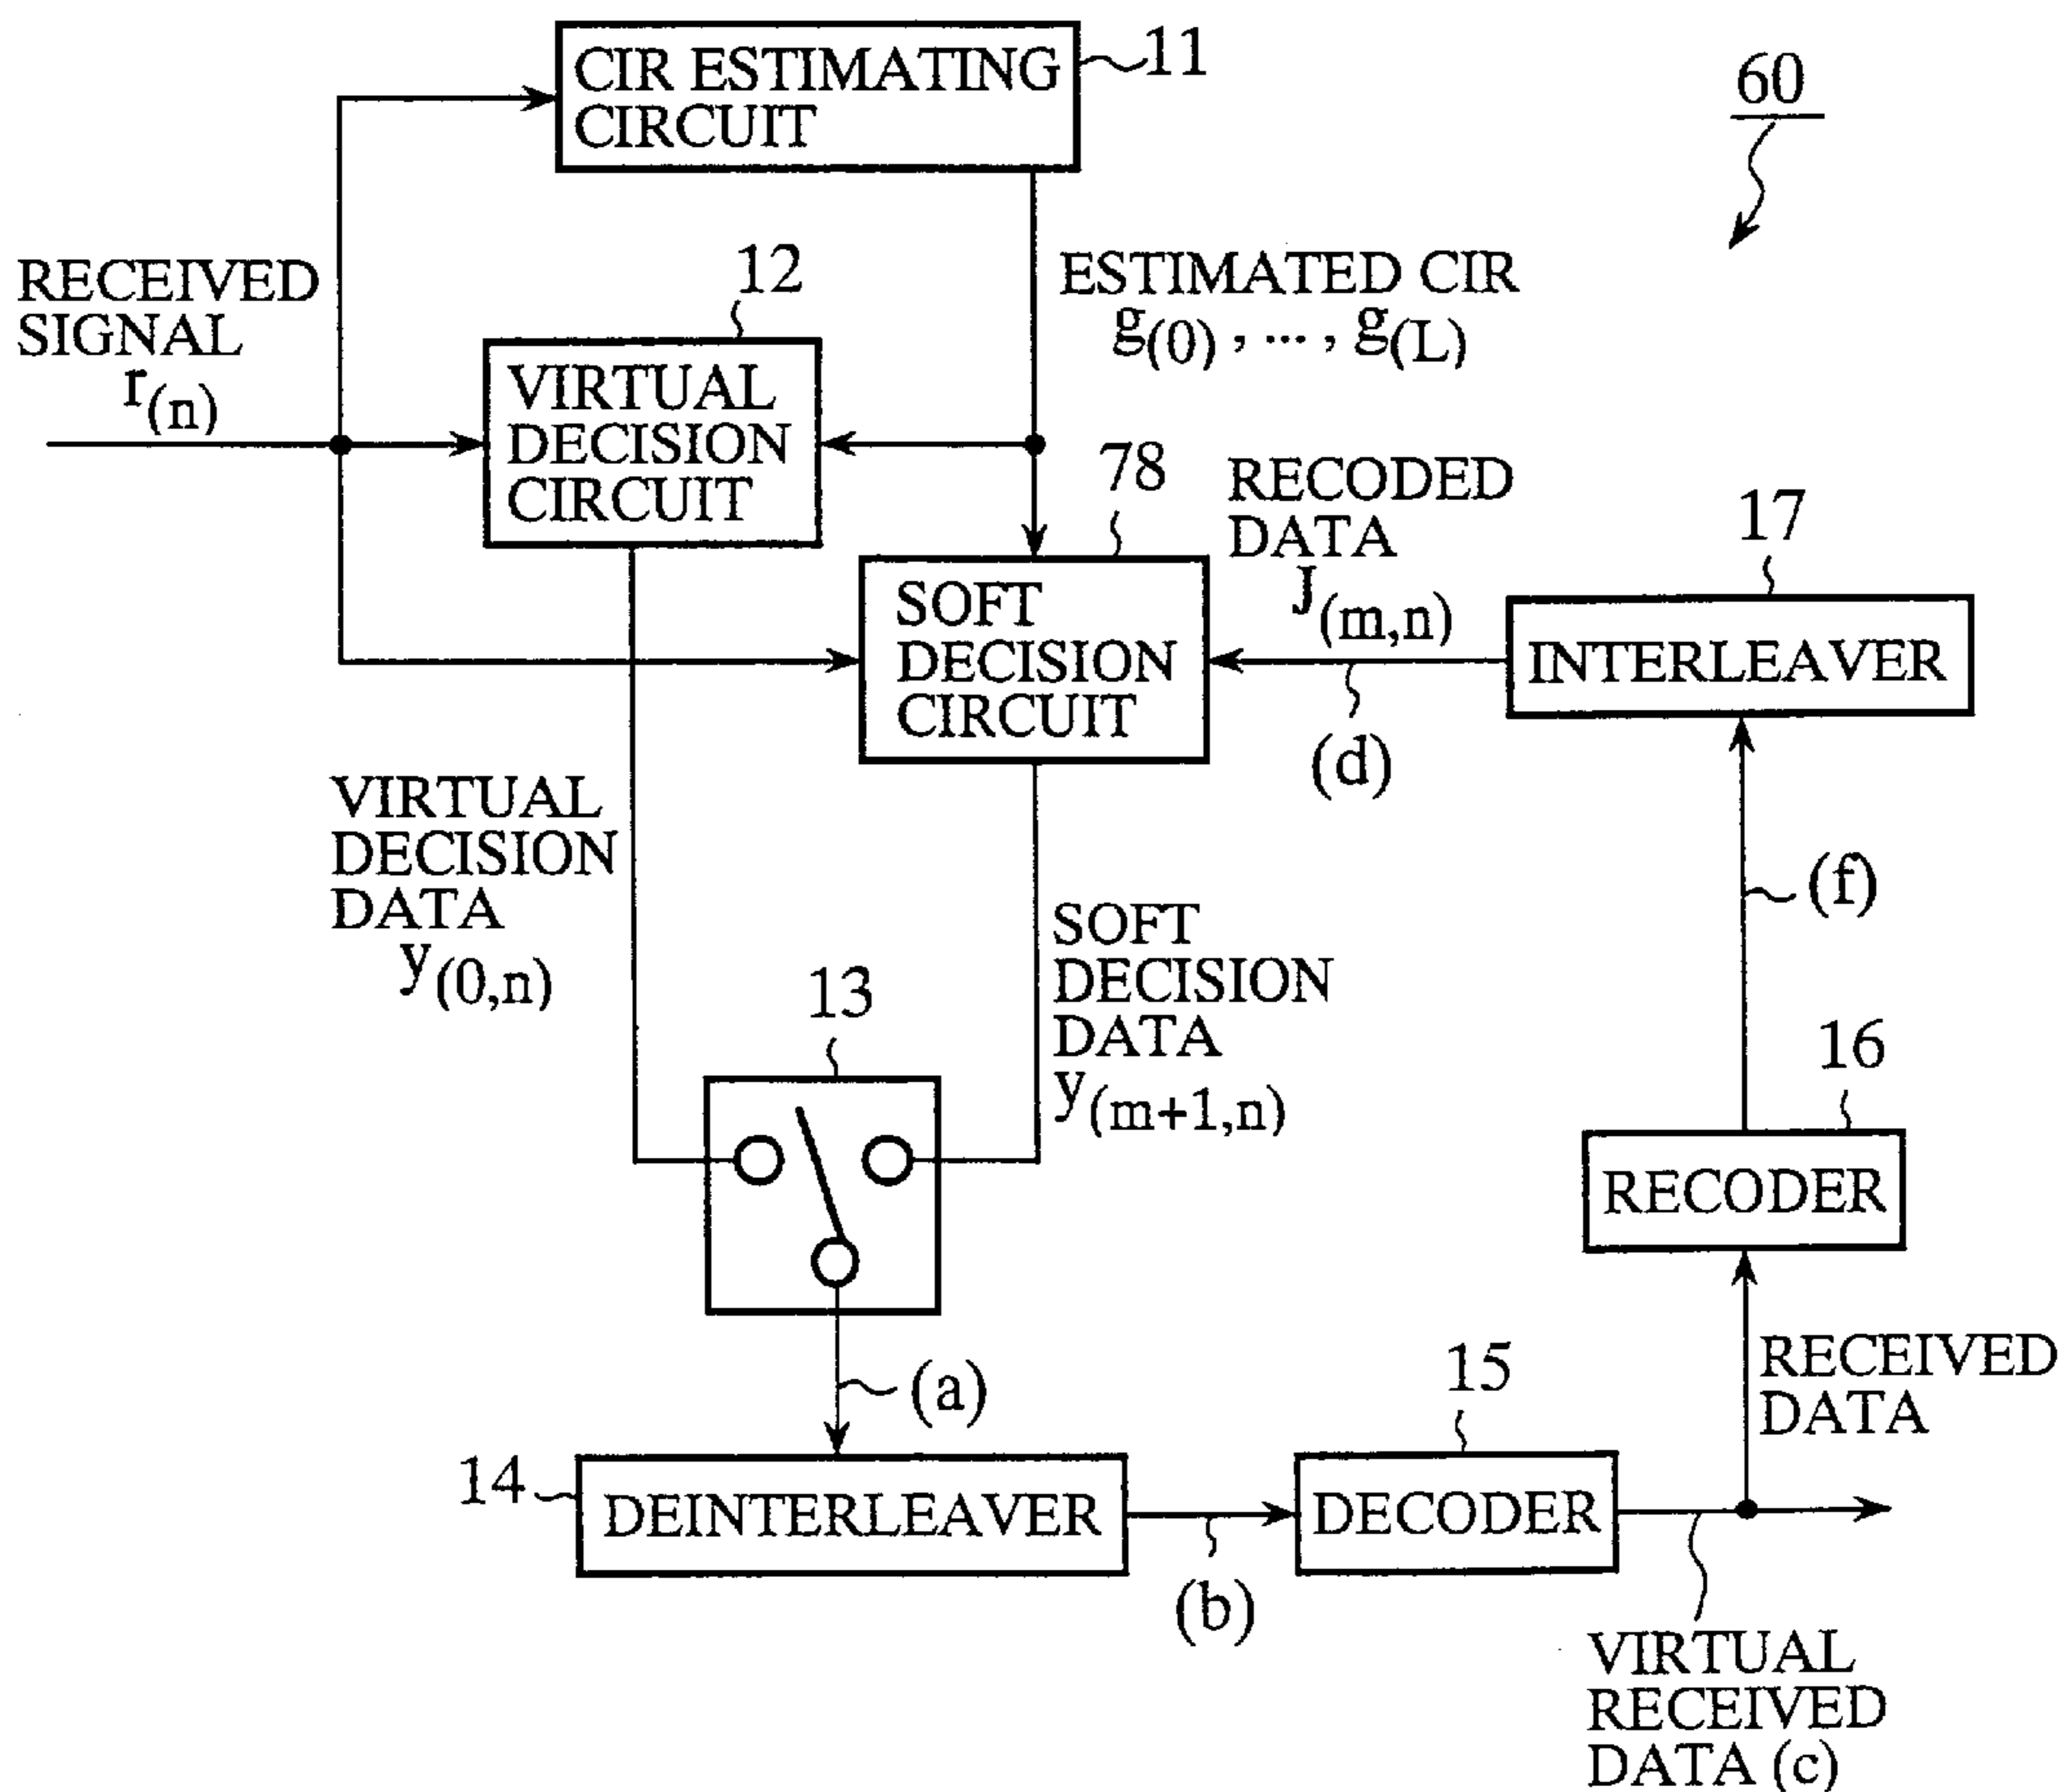 CIR ESTIMATING
CIRCUIT
11
60
RECEIVED
SIGNAL
r(n)
12
ESTIMATED CIR
g(0) , ... , g(L)
VIRTUAL
DECISION
CIRCUIT
78
RECODED
DATA
J(m,n)
17
SOFT
DECISION
CIRCUIT
INTERLEAVER
(d)
VIRTUAL
DECISION
DATA
y(0,n)
(f)
SOFT
DECISION
DATA
y(m+1,n)
13
16
RECODER
(a)
15
RECEIVED
DATA
14
DEINTERLEAVER
DECODER
(b)
VIRTUAL
RECEIVED
DATA (c)